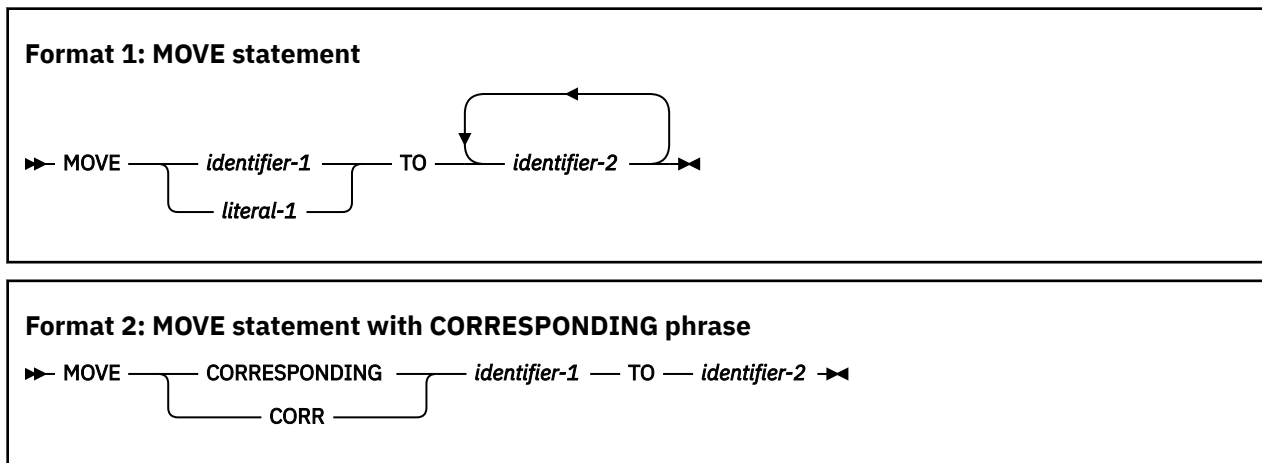 Format 1: MOVE statement
MOVE identifier-1 TO identifier-2
literal-1
Format 2: MOVE statement with CORRESPONDING phrase
MOVE CORRESPONDING identifier-1 TO identifier-2
CORR